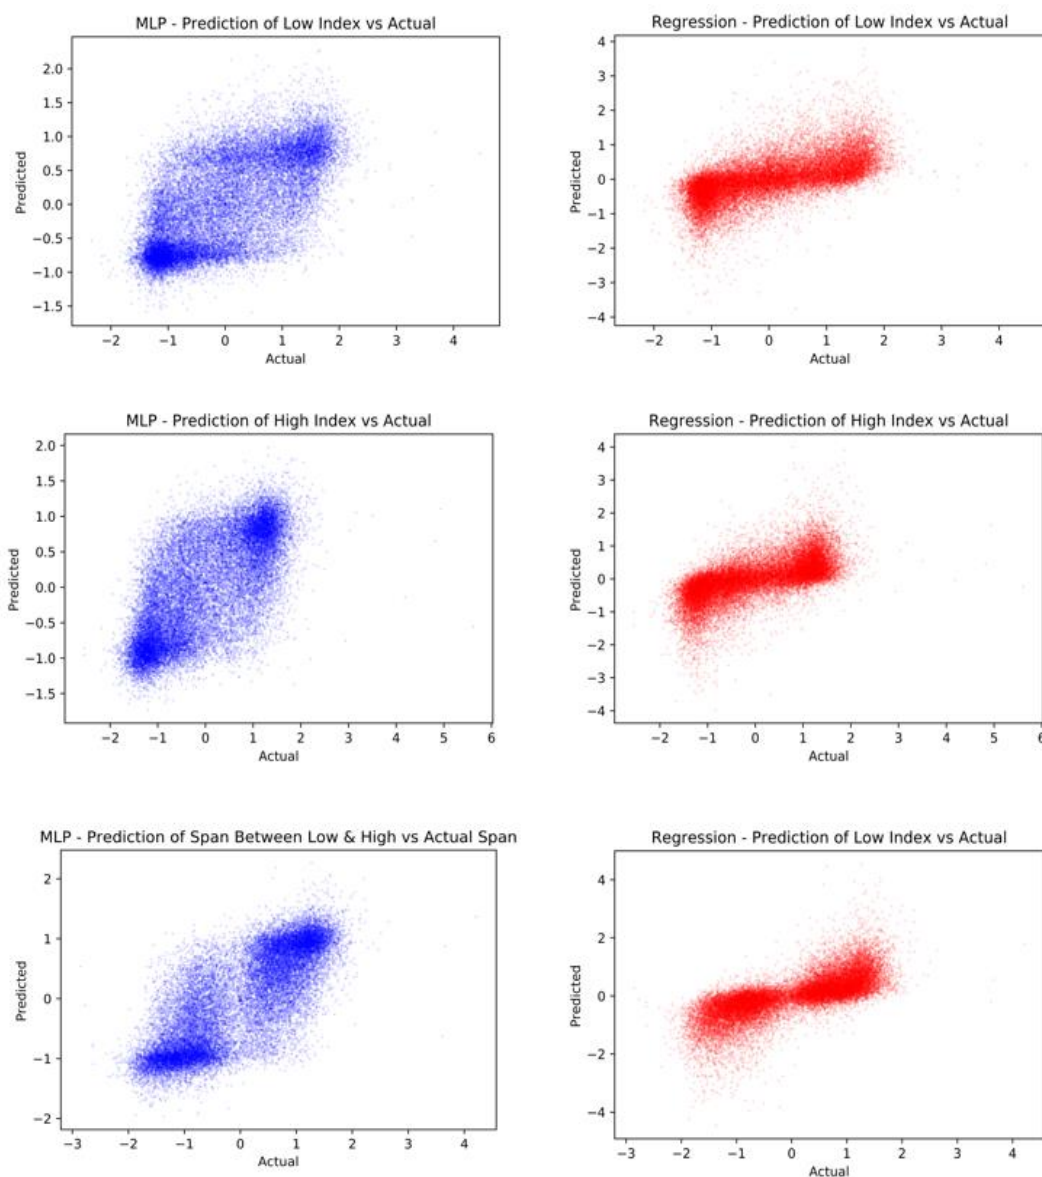 MLP - Prediction of Low Index vs Actual
2.0
1.5
1.0
0.5
0.0
−0.5
−1.0
−1.5
Predicted
−2 −1 0 1 2 3 4
Actual
Regression - Prediction of Low Index vs Actual
4
3
2
1
0
−1
−2
−3
−4
Predicted
−2 −1 0 1 2 3 4
Actual
MLP - Prediction of High Index vs Actual
2.0
1.5
1.0
0.5
0.0
−0.5
−1.0
−1.5
Predicted
−2 −1 0 1 2 3 4 5 6
Actual
Regression - Prediction of High Index vs Actual
4
3
2
1
0
−1
−2
−3
−4
Predicted
−2 −1 0 1 2 3 4 5 6
Actual
MLP - Prediction of Span Between Low & High vs Actual Span
2
1
0
−1
−2
Predicted
−3 −2 −1 0 1 2 3 4
Actual
Regression - Prediction of Low Index vs Actual
4
2
0
−2
−4
Predicted
−3 −2 −1 0 1 2 3 4
Actual